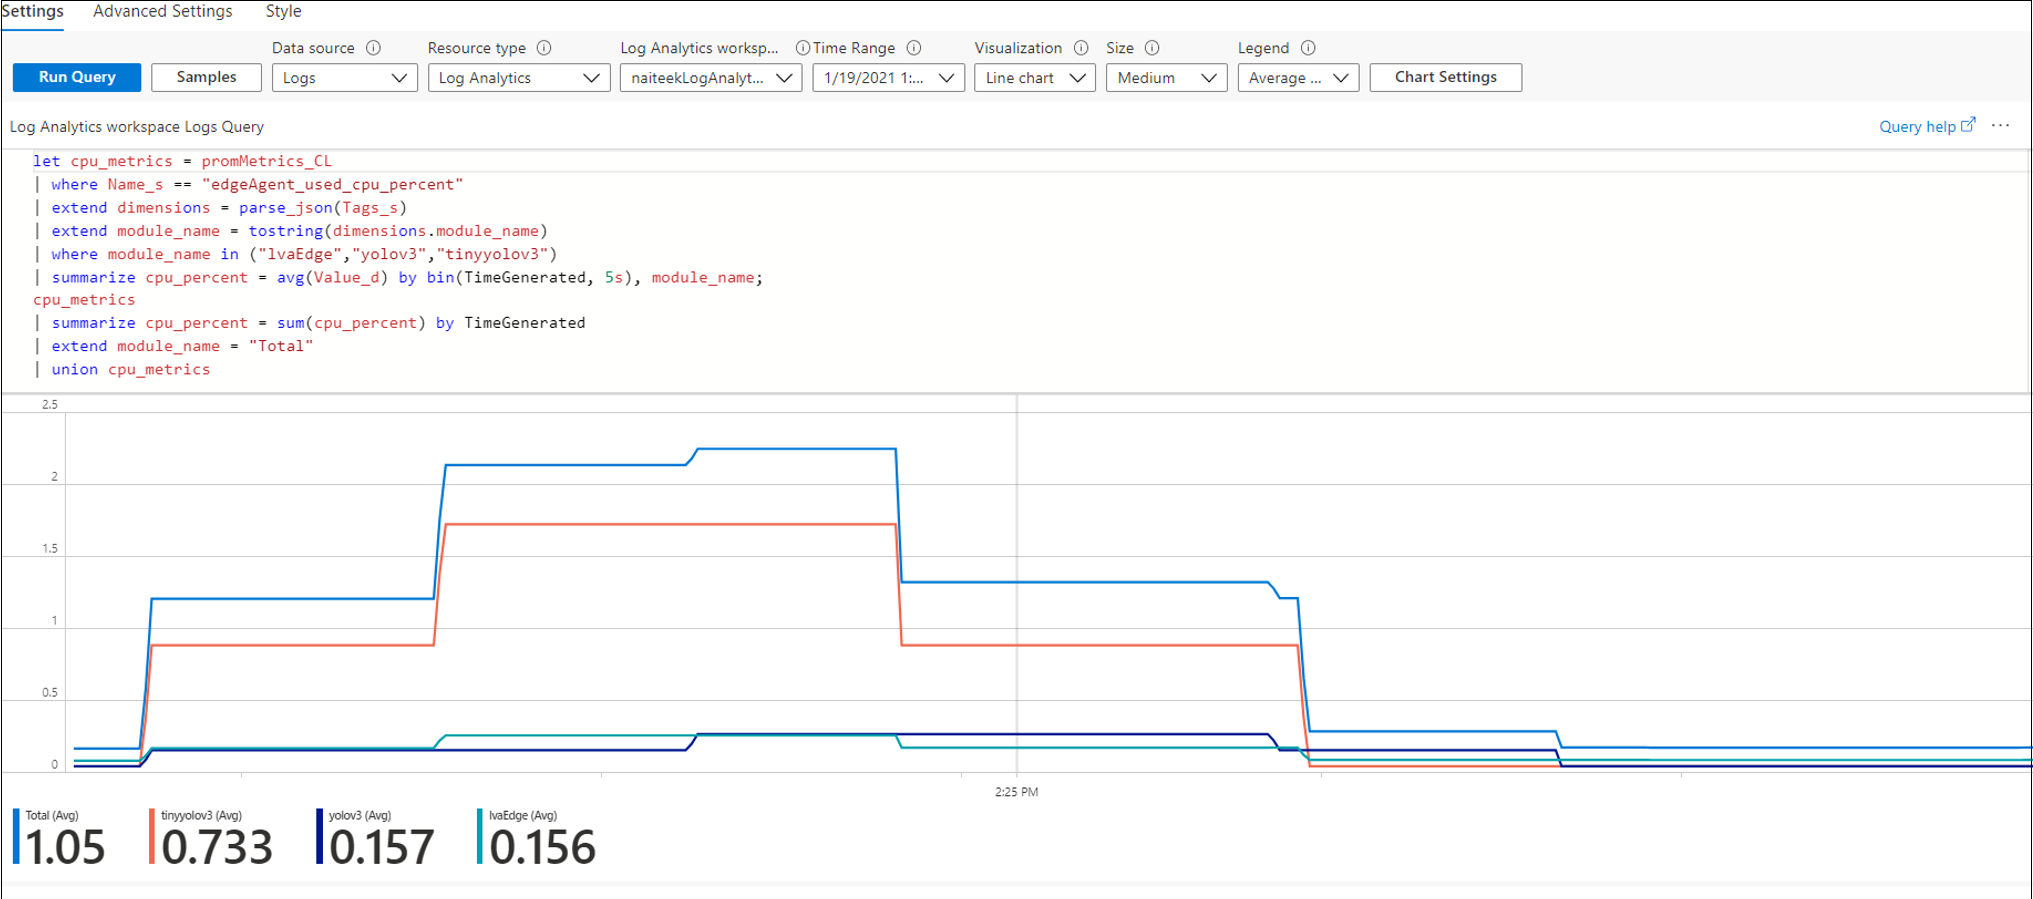 Settings Advanced Settings Style
Data source Resource type Log Analytics worksp... Time Range Visualization Size Legend
Run Query Samples Logs Log Analytics naiteekLogAnalyt... 1/19/2021 1:... Line chart Medium Average ... Chart Settings
Log Analytics workspace Logs Query Query help ...
let cpu_metrics = promMetrics_CL
| where Name_s == "edgeAgent_used_cpu_percent"
| extend dimensions = parse_json(Tags_s)
| extend module_name = tostring(dimensions.module_name)
| where module_name in ("lvaEdge","yolov3","tinyyolov3")
| summarize cpu_percent = avg(Value_d) by bin(TimeGenerated, 5s), module_name;
cpu_metrics
| summarize cpu_percent = sum(cpu_percent) by TimeGenerated
| extend module_name = "Total"
| union cpu_metrics
2.5
2
1.5
1
0.5
0
2:25 PM
Total (Avg) tinyyolov3 (Avg) yolov3 (Avg) lvaEdge (Avg)
1.05 0.733 0.157 0.156